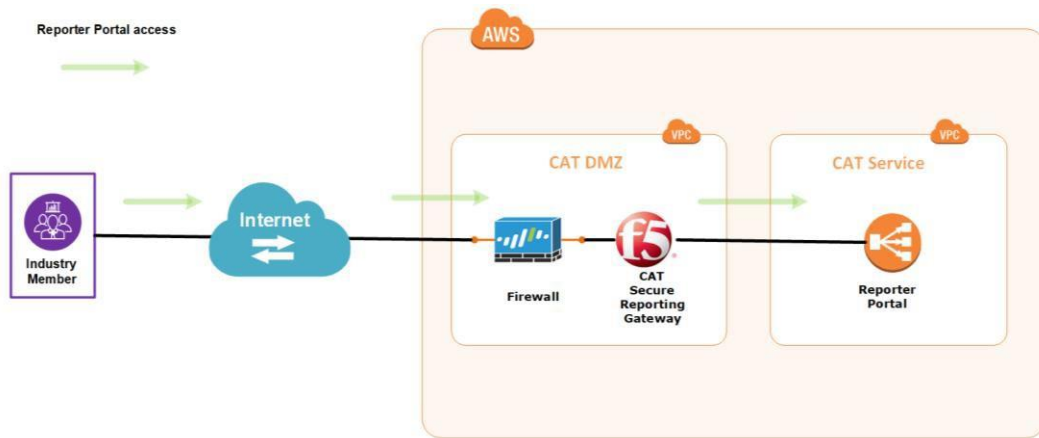 Reporter Portal access
AWS
VPC
VPC
CAT DMZ
CAT Service
Internet
f5
Industry
Member
Firewall
CAT
Secure
Reporting
Gateway
Reporter
Portal